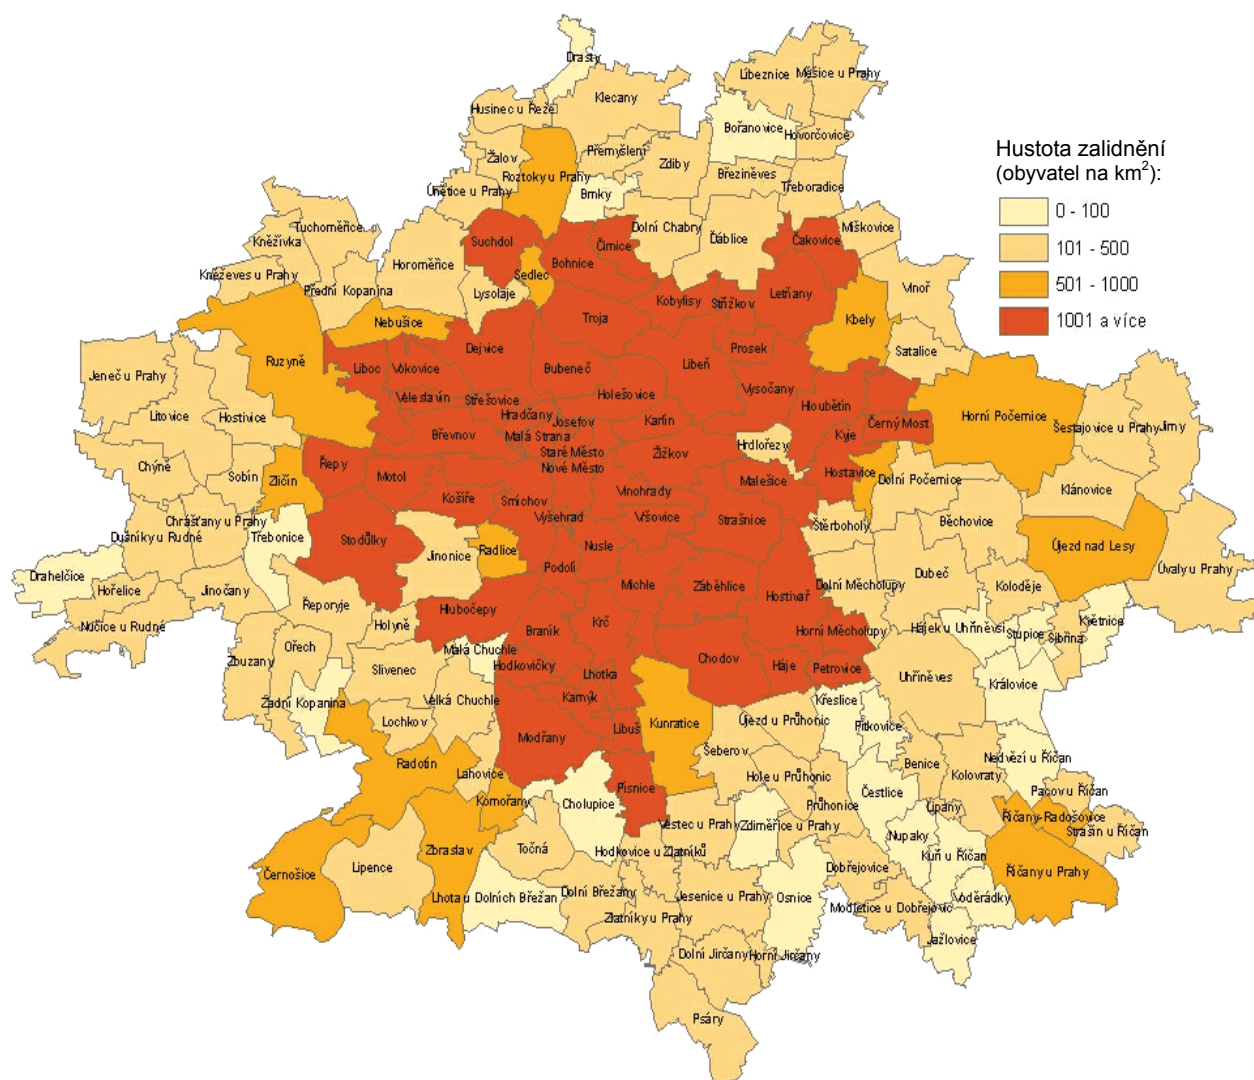 Drasty
Líbeznice
Měšice u Prahy
Klecany
Husinec u Řeže
Bořanovice
Hovorčovice
Hustota zalidnění
(obyvatel na km²):
0 - 100
101 - 500
501 - 1000
1001 a více
Přemyšlení
Zdiby
Žalov
Roztoky u Prahy
Březiněves
Třeboradice
Únětice u Prahy
Brnky
Tuchoměřice
Kněžívka
Suchdol
Čimice
Dolní Chabry
Ďáblice
Čakovice
Miškovice
Horoměřice
Sedlec
Bohnice
Kněževes u Prahy
Přední Kopanina
Lysolaje
Kobylisy
Střížkov
Letňany
Vinoř
Nebušice
Troja
Kbely
Ruzyně
Dejvice
Prosek
Satalice
Jeneč u Prahy
Liboc
Vokovice
Bubeneč
Libeň
Vysočany
Veleslavín
Střešovice
Holešovice
Hloubětín
Horní Počernice
Litovice
Hostivice
Hradčany
Josefov
Karlín
Černý Most
Šestajovice u Prahy
Jirny
Břevnov
Malá Strana
Hrdlořezy
Kyje
Staré Město
Žižkov
Chýně
Sobín
Zličín
Řepy
Motol
Nové Město
Malešice
Hostavice
Dolní Počernice
Klánovice
Košíře
Smíchov
Vinohrady
Chrášťany u Prahy
Vyšehrad
Vršovice
Strašnice
Štěrboholy
Běchovice
Dušníky u Rudné
Třebonice
Stodůlky
Jinonice
Radlice
Nusle
Újezd nad Lesy
Podolí
Úvaly u Prahy
Drahelčice
Hořelice
Jinočany
Michle
Záběhlice
Dolní Měcholupy
Dubeč
Koloděje
Řeporyje
Hlubočepy
Hostivař
Nučice u Rudné
Holyně
Braník
Krč
Horní Měcholupy
Hájek u Uhříněvsi
Stupice
Květnice
Sibřina
Zbuzany
Ořech
Malá Chuchle
Hodkovičky
Lhotka
Chodov
Háje
Petrovice
Slivenec
Uhříněves
Královice
Zadní Kopanina
Velká Chuchle
Kamýk
Křeslice
Lochkov
Libuš
Kunratice
Újezd u Průhonic
Pitkovice
Modřany
Šeberov
Radotín
Lahovice
Benice
Nedvězí u Říčan
Písnice
Hole u Průhonic
Kolovraty
Komořany
Cholupice
Průhonice
Čestlice
Pacov u Říčan
Lipany
Říčany-Radošovice
Vestec u Prahy
Zdiměřice u Prahy
Nupaky
Strašín u Říčan
Zbraslav
Točná
Hodkovice u Zlatníků
Kuří u Říčan
Černošice
Lipence
Dobřejovice
Říčany u Prahy
Lhota u Dolních Břežan
Dolní Břežany
Jesenice u Prahy
Osnice
Voděrádky
Zlatníky u Prahy
Modletice u Dobřejovic
Jažlovice
Dolní Jirčany
Horní Jirčany
Psáry